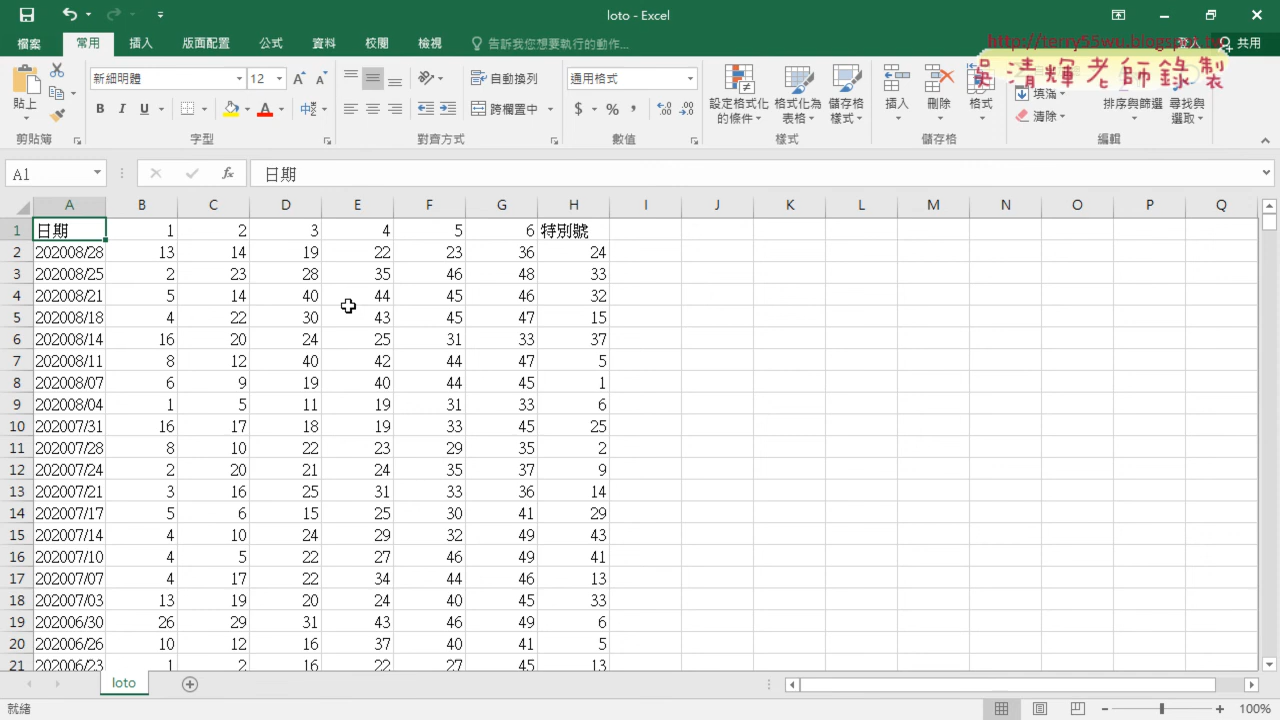 loto - Excel
檔案 常用 插入 版面配置 公式 資料 校閱 檢視 告訴我您想要執行的動作... 共用
http://terry55wu.blogspot.tw
吳清輝老師錄製
貼上 新細明體 12 自動換列 通用格式 設定格式化的條件 格式化為表格 儲存格樣式 插入 刪除 格式 填滿 清除 排序與篩選 尋找與選取
B I U 跨欄置中 $ % ,
剪貼簿 字型 對齊方式 數值 樣式 儲存格 編輯
A1 fx 日期
A B C D E F G H I J K L M N O P Q
1 日期 1 2 3 4 5 6 特別號
2 202008/28 13 14 19 22 23 36 24
3 202008/25 2 23 28 35 46 48 33
4 202008/21 5 14 40 44 45 46 32
5 202008/18 4 22 30 43 45 47 15
6 202008/14 16 20 24 25 31 33 37
7 202008/11 8 12 40 42 44 47 5
8 202008/07 6 9 19 40 44 45 1
9 202008/04 1 5 11 19 31 33 6
10 202007/31 16 17 18 19 33 45 25
11 202007/28 8 10 22 23 29 35 2
12 202007/24 2 20 21 24 35 37 9
13 202007/21 3 16 25 31 33 36 14
14 202007/17 5 6 15 25 30 41 29
15 202007/14 4 10 24 29 32 49 43
16 202007/10 4 5 22 27 46 49 41
17 202007/07 4 17 22 34 44 46 13
18 202007/03 13 19 20 24 40 45 33
19 202006/30 26 29 31 43 46 49 6
20 202006/26 10 12 16 37 40 41 5
21 202006/23 1 2 16 22 27 45 13
loto
就緒 100%